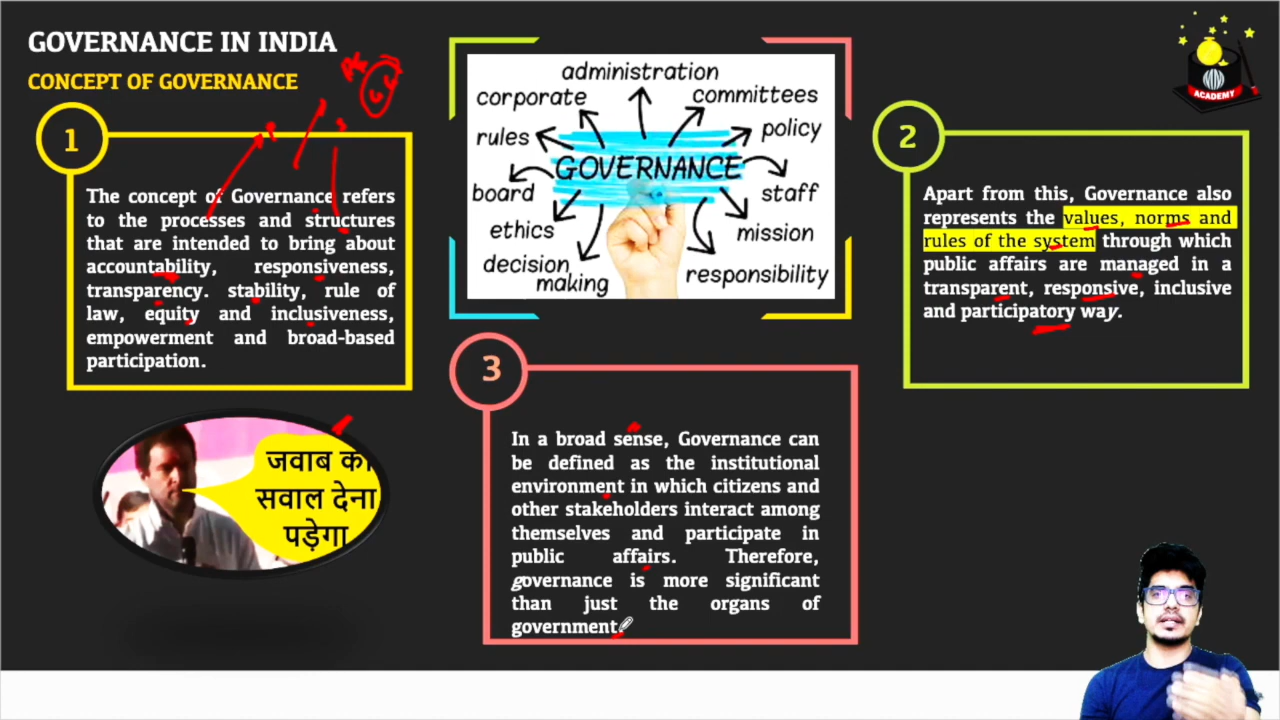 GOVERNANCE IN INDIA
CONCEPT OF GOVERNANCE
1
The concept of Governance refers
to the processes and structures
that are intended to bring about
accountability, responsiveness,
transparency. stability, rule of
law, equity and inclusiveness,
empowerment and broad-based
participation.
administration
corporate
committees
rules
policy
GOVERNANCE
board
staff
ethics
mission
decision
making
responsibility
2
Apart from this, Governance also
represents the values, norms and
rules of the system through which
public affairs are managed in a
transparent, responsive, inclusive
and participatory way.
ACADEMY
जवाब का
सवाल देना
पड़ेगा
3
In a broad sense, Governance can
be defined as the institutional
environment in which citizens and
other stakeholders interact among
themselves and participate in
public affairs. Therefore,
governance is more significant
than just the organs of
government